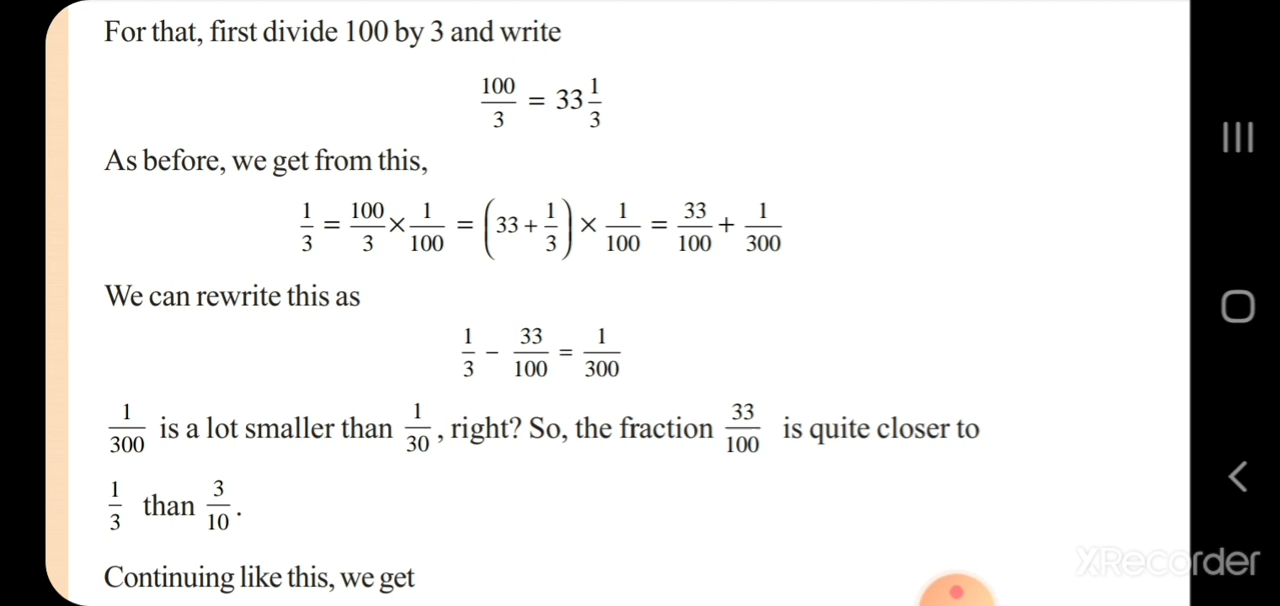 For that, first divide 100 by 3 and write
100/3 = 33 1/3
As before, we get from this,
1/3 = 100/3 × 1/100 = (33 + 1/3) × 1/100 = 33/100 + 1/300
We can rewrite this as
1/3 − 33/100 = 1/300
1/300 is a lot smaller than 1/30, right? So, the fraction 33/100 is quite closer to
1/3 than 3/10.
XRecorder
Continuing like this, we get